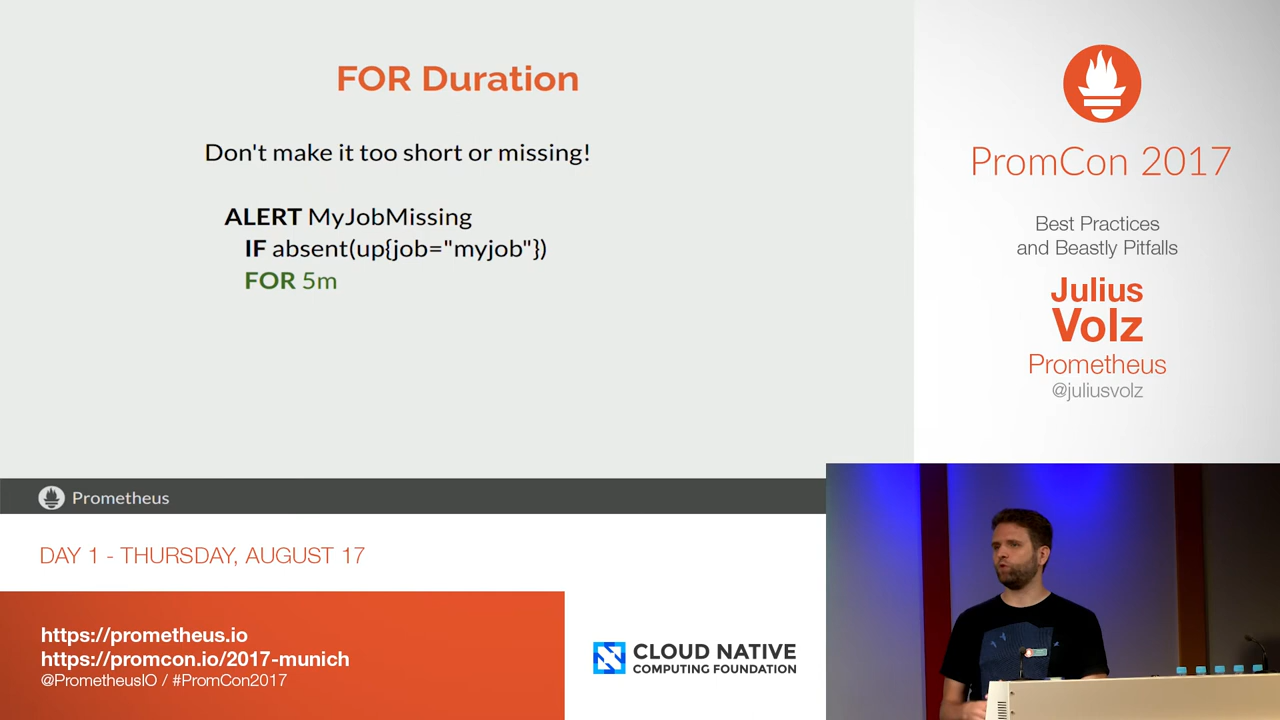 FOR Duration
Don't make it too short or missing!
ALERT MyJobMissing
IF absent(up{job="myjob"})
FOR 5m
Prometheus
PromCon 2017
Best Practices
and Beastly Pitfalls
Julius
Volz
Prometheus
@juliusvolz
DAY 1 - THURSDAY, AUGUST 17
https://prometheus.io
https://promcon.io/2017-munich
@PrometheusIO / #PromCon2017
CLOUD NATIVE
COMPUTING FOUNDATION